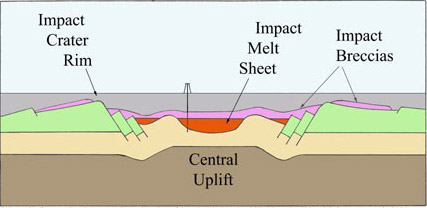 Impact
Crater
Rim
Impact
Melt
Sheet
Impact
Breccias
Central
Uplift